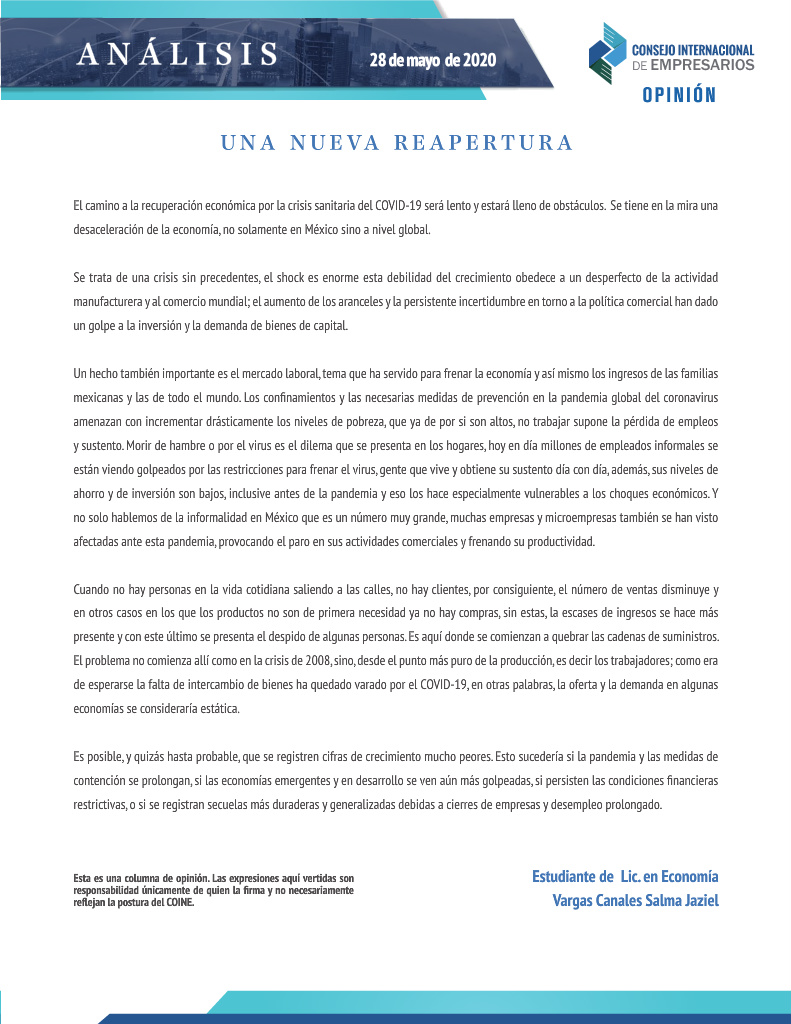 ANÁLISIS
28 de mayo de 2020
CONSEJO INTERNACIONAL
DE EMPRESARIOS
OPINIÓN
UNA NUEVA REAPERTURA
El camino a la recuperación económica por la crisis sanitaria del COVID-19 será lento y estará lleno de obstáculos. Se tiene en la mira una
desaceleración de la economía, no solamente en México sino a nivel global.
Se trata de una crisis sin precedentes, el shock es enorme esta debilidad del crecimiento obedece a un desperfecto de la actividad
manufacturera y al comercio mundial; el aumento de los aranceles y la persistente incertidumbre en torno a la política comercial han dado
un golpe a la inversión y la demanda de bienes de capital.
Un hecho también importante es el mercado laboral, tema que ha servido para frenar la economía y así mismo los ingresos de las familias
mexicanas y las de todo el mundo. Los confinamientos y las necesarias medidas de prevención en la pandemia global del coronavirus
amenazan con incrementar drásticamente los niveles de pobreza, que ya de por si son altos, no trabajar supone la pérdida de empleos
y sustento. Morir de hambre o por el virus es el dilema que se presenta en los hogares, hoy en día millones de empleados informales se
están viendo golpeados por las restricciones para frenar el virus, gente que vive y obtiene su sustento día con día, además, sus niveles de
ahorro y de inversión son bajos, inclusive antes de la pandemia y eso los hace especialmente vulnerables a los choques económicos. Y
no solo hablemos de la informalidad en México que es un número muy grande, muchas empresas y microempresas también se han visto
afectadas ante esta pandemia, provocando el paro en sus actividades comerciales y frenando su productividad.
Cuando no hay personas en la vida cotidiana saliendo a las calles, no hay clientes, por consiguiente, el número de ventas disminuye y
en otros casos en los que los productos no son de primera necesidad ya no hay compras, sin estas, la escases de ingresos se hace más
presente y con este último se presenta el despido de algunas personas. Es aquí donde se comienzan a quebrar las cadenas de suministros.
El problema no comienza allí como en la crisis de 2008, sino, desde el punto más puro de la producción, es decir los trabajadores; como era
de esperarse la falta de intercambio de bienes ha quedado varado por el COVID-19, en otras palabras, la oferta y la demanda en algunas
economías se consideraría estática.
Es posible, y quizás hasta probable, que se registren cifras de crecimiento mucho peores. Esto sucedería si la pandemia y las medidas de
contención se prolongan, si las economías emergentes y en desarrollo se ven aún más golpeadas, si persisten las condiciones financieras
restrictivas, o si se registran secuelas más duraderas y generalizadas debidas a cierres de empresas y desempleo prolongado.
Esta es una columna de opinión. Las expresiones aquí vertidas son
responsabilidad únicamente de quien la firma y no necesariamente
reflejan la postura del COINE.
Estudiante de Lic. en Economía
Vargas Canales Salma Jaziel